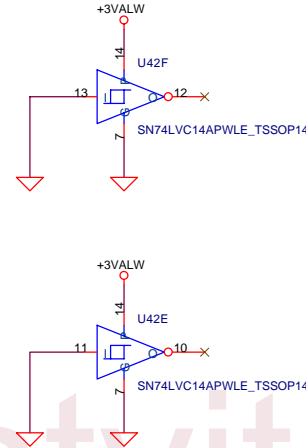 +3VALW
14
U42F
13
I
O
12
P
G
SN74LVC14APWLE_TSSOP14
7
+3VALW
14
U42E
11
I
O
10
P
G
SN74LVC14APWLE_TSSOP14
7